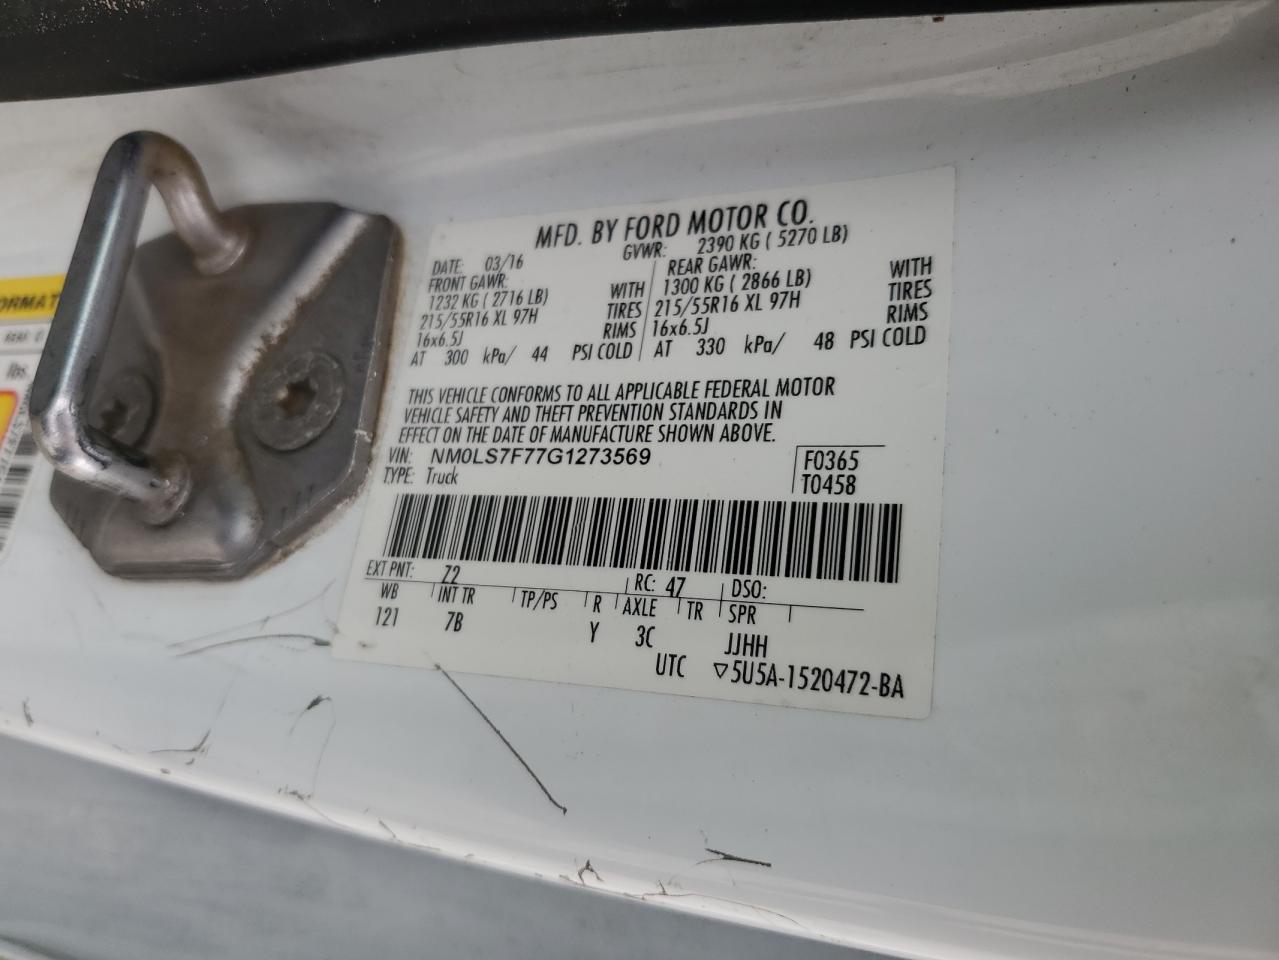 MFD. BY FORD MOTOR CO.
DATE: 03/16 GVWR: 2390 KG ( 5270 LB)
FRONT GAWR: REAR GAWR:
1232 KG ( 2716 LB) WITH 1300 KG ( 2866 LB) WITH
215/55R16 XL 97H TIRES 215/55R16 XL 97H TIRES
16x6.5J RIMS 16x6.5J RIMS
AT 300 kPa/ 44 PSI COLD AT 330 kPa/ 48 PSI COLD
THIS VEHICLE CONFORMS TO ALL APPLICABLE FEDERAL MOTOR
VEHICLE SAFETY AND THEFT PREVENTION STANDARDS IN
EFFECT ON THE DATE OF MANUFACTURE SHOWN ABOVE.
VIN: NM0LS7F77G1273569 F0365
TYPE: Truck T0458
EXT PNT: Z2 RC: 47 DSO:
WB INT TR TP/PS R AXLE TR SPR
121 7B Y 3C JJHH
UTC ▽5U5A-1520472-BA
ORMAT
lbs.